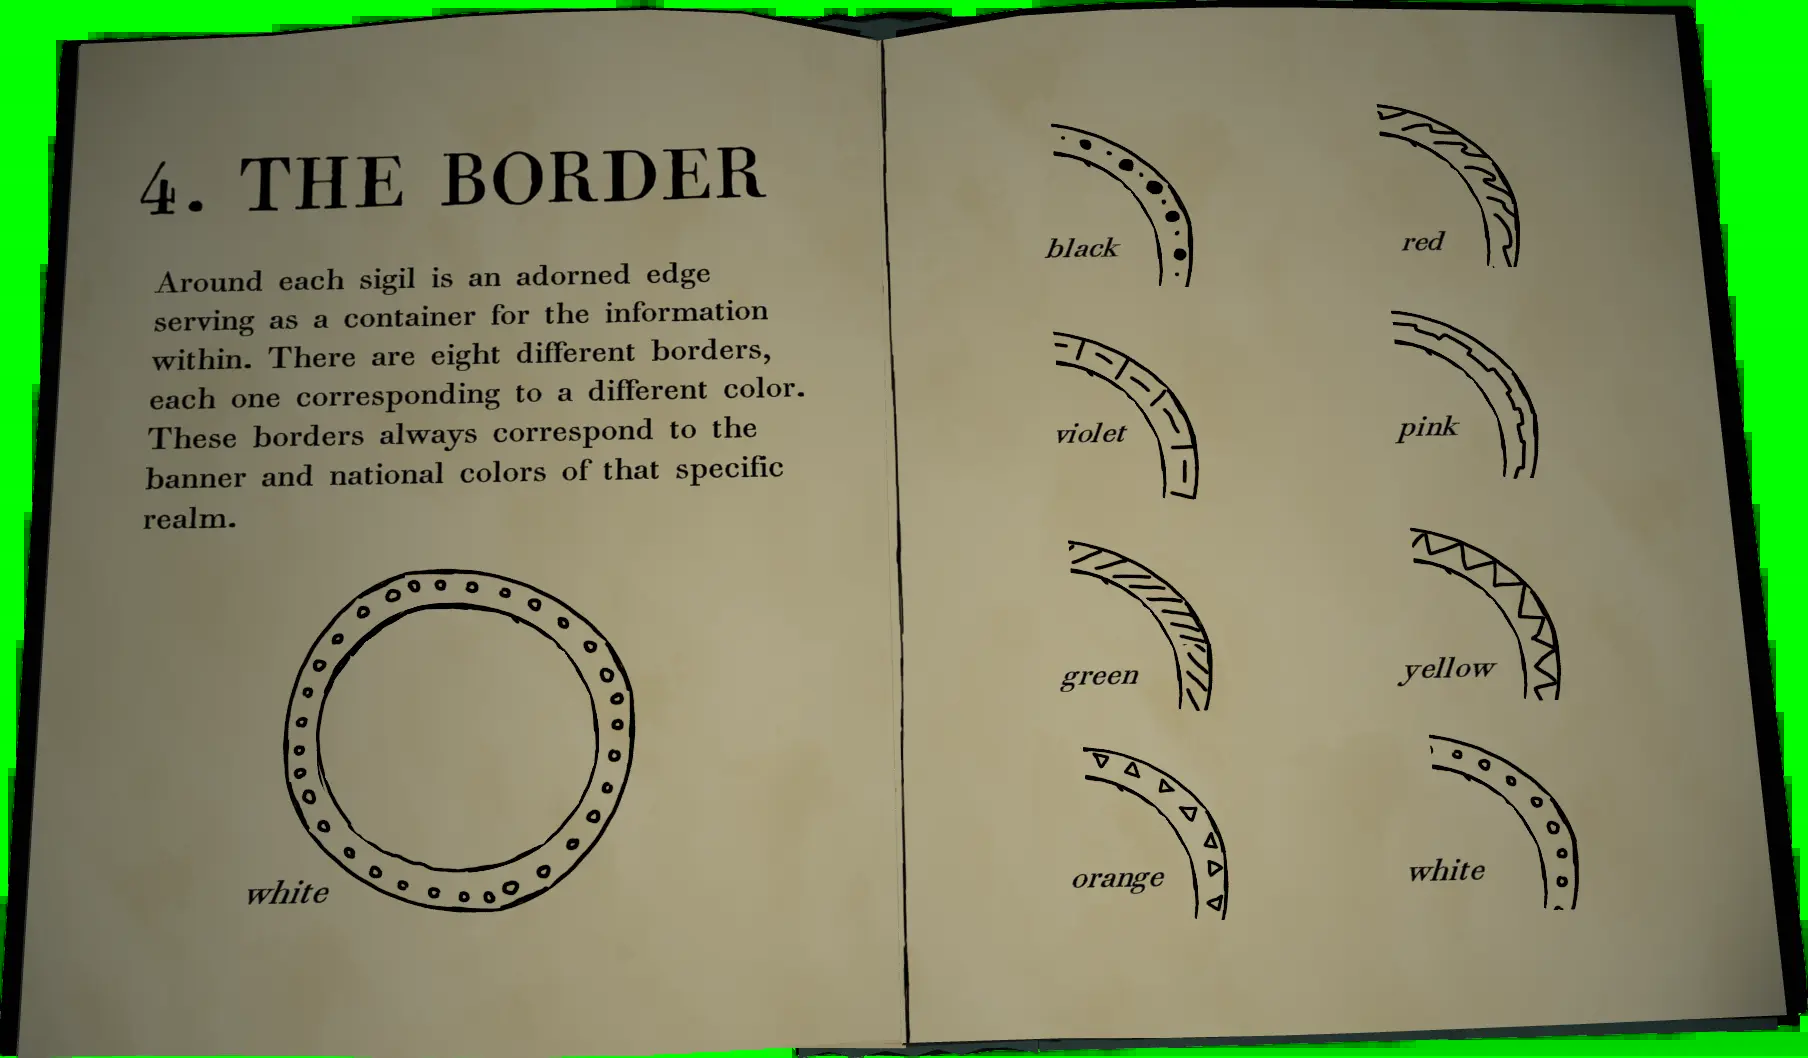 4. THE BORDER
Around each sigil is an adorned edge
serving as a container for the information
within. There are eight different borders,
each one corresponding to a different color.
These borders always correspond to the
banner and national colors of that specific
realm.
white
black
red
violet
pink
green
yellow
orange
white